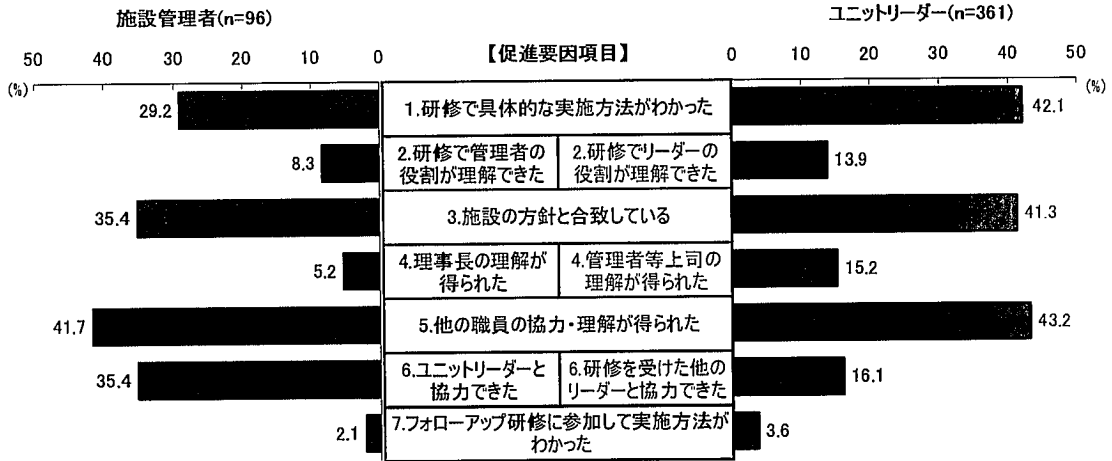 施設管理者(n=96)
ユニットリーダー(n=361)
50 40 30 20 10 0
【促進要因項目】
0 10 20 30 40 50
(%)
(%)
29.2
1.研修で具体的な実施方法がわかった
42.1
8.3
2.研修で管理者の
役割が理解できた
2.研修でリーダーの
役割が理解できた
13.9
35.4
3.施設の方針と合致している
41.3
5.2
4.理事長の理解が
得られた
4.管理者等上司の
理解が得られた
15.2
41.7
5.他の職員の協力・理解が得られた
43.2
35.4
6.ユニットリーダーと
協力できた
6.研修を受けた他の
リーダーと協力できた
16.1
2.1
7.フォローアップ研修に参加して実施方法が
わかった
3.6